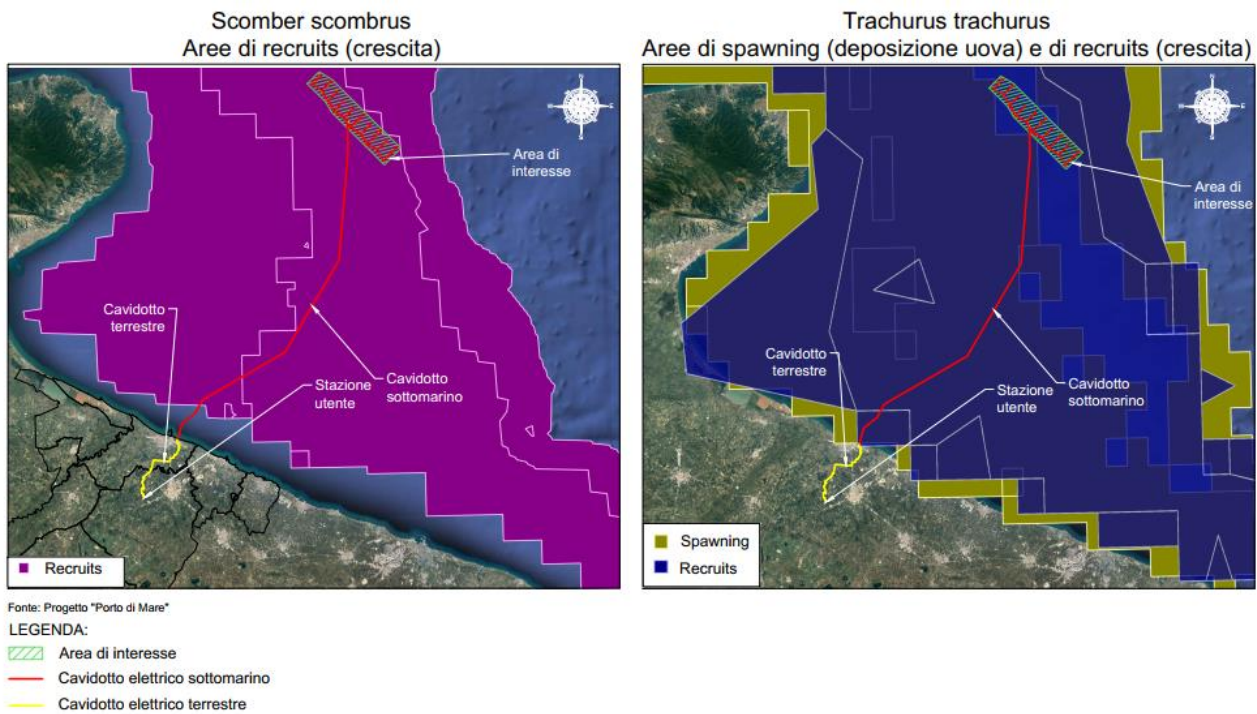 Scomber scombrus
Aree di recruits (crescita)
Area di
interesse
4
Cavidotto
terrestre
Stazione
utente
Cavidotto
sottomarino
Recruits
Trachurus trachurus
Aree di spawning (deposizione uova) e di recruits (crescita)
Area di
interesse
Cavidotto
terrestre
Stazione
utente
Cavidotto
sottomarino
Spawning
Recruits
Fonte: Progetto "Porto di Mare"
LEGENDA:
Area di interesse
Cavidotto elettrico sottomarino
Cavidotto elettrico terrestre